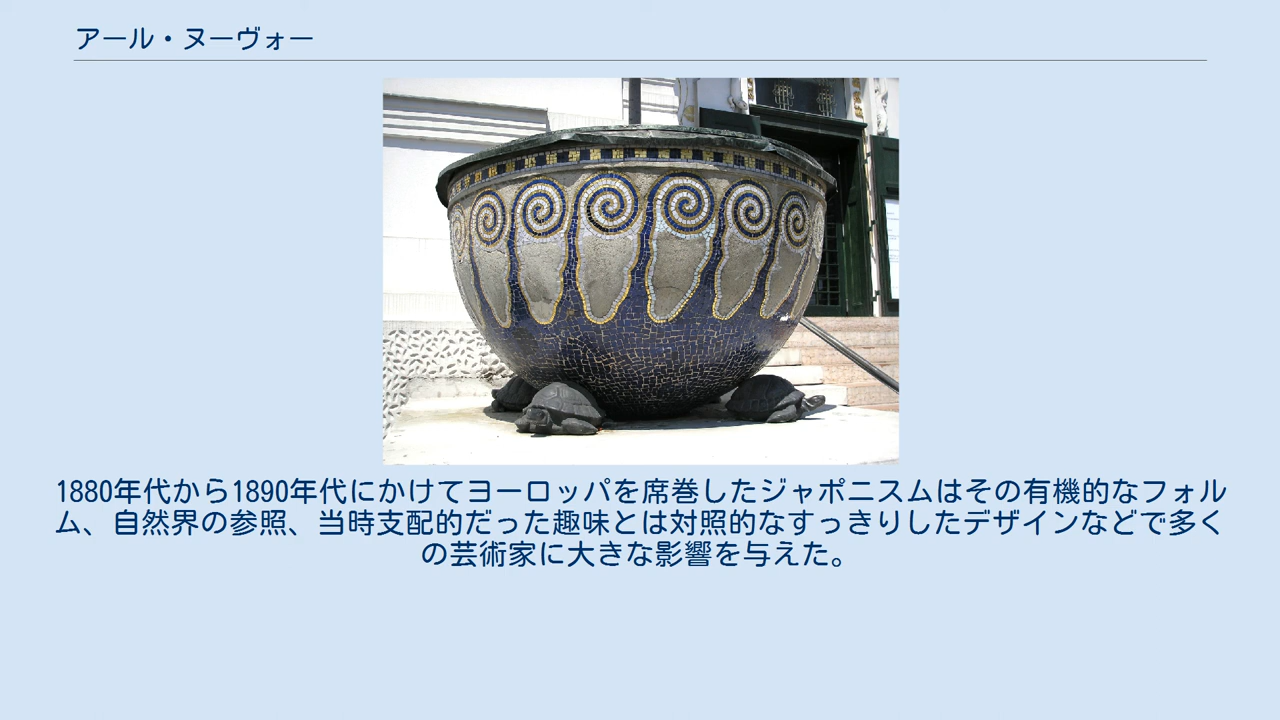 アール・ヌーヴォー
1880年代から1890年代にかけてヨーロッパを席巻したジャポニスムはその有機的なフォル
ム、自然界の参照、当時支配的だった趣味とは対照的なすっきりしたデザインなどで多く
の芸術家に大きな影響を与えた。